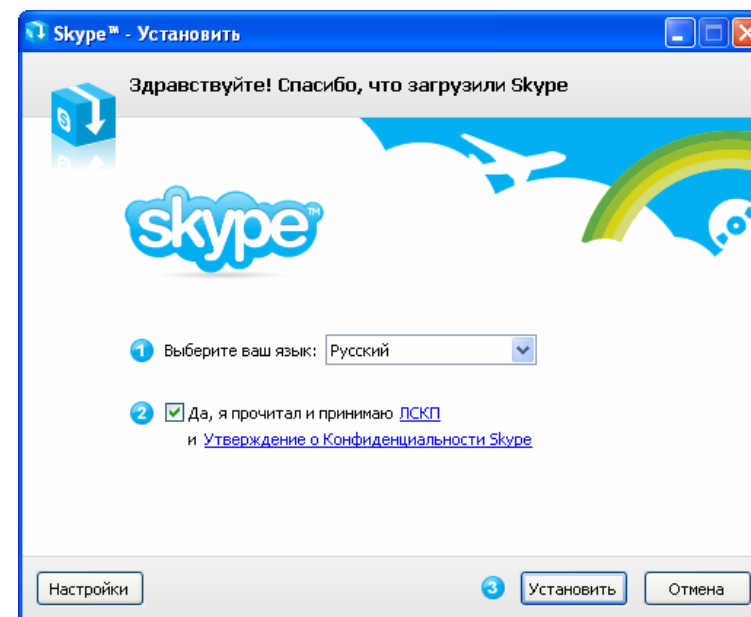 Skype™ - Установить
Здравствуйте! Спасибо, что загрузили Skype
S
skype™
1 Выберите ваш язык: Русский
2 Да, я прочитал и принимаю ЛСКП
и Утверждение о Конфиденциальности Skype
Настройки 3 Установить Отмена